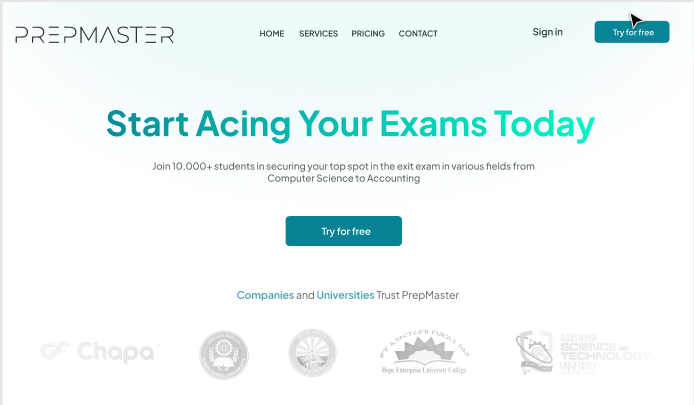 PREPMASTER
HOME SERVICES PRICING CONTACT
Sign in
Try for free
Start Acing Your Exams Today
Join 10,000+ students in securing your top spot in the exit exam in various fields from
Computer Science to Accounting
Try for free
Companies and Universities Trust PrepMaster
Chapa
Hope Enterprise University College
ADDIS ABABA
SCIENCE AND
TECHNOLOGY
UNIVERSITY